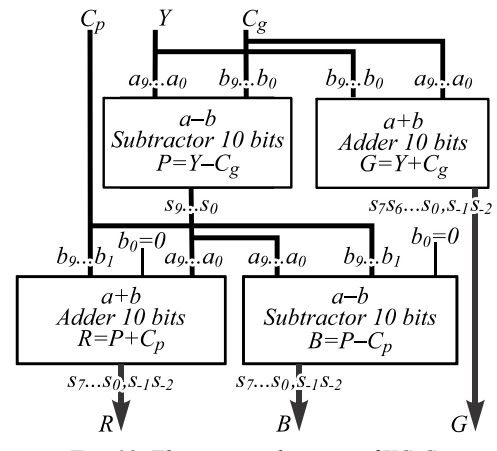 Cp Y Cg
a9...a0 b9...b0 b9...b0 a9...a0
a–b
Subtractor 10 bits
P=Y–Cg
a+b
Adder 10 bits
G=Y+Cg
s9...s0
s7s6...s0,s-1s-2
b9...b1
b0=0
a9...a0
a9...a0
b9...b1
b0=0
a+b
Adder 10 bits
R=P+Cp
a–b
Subtractor 10 bits
B=P–Cp
s7...s0,s-1s-2
s7...s0,s-1s-2
R B G